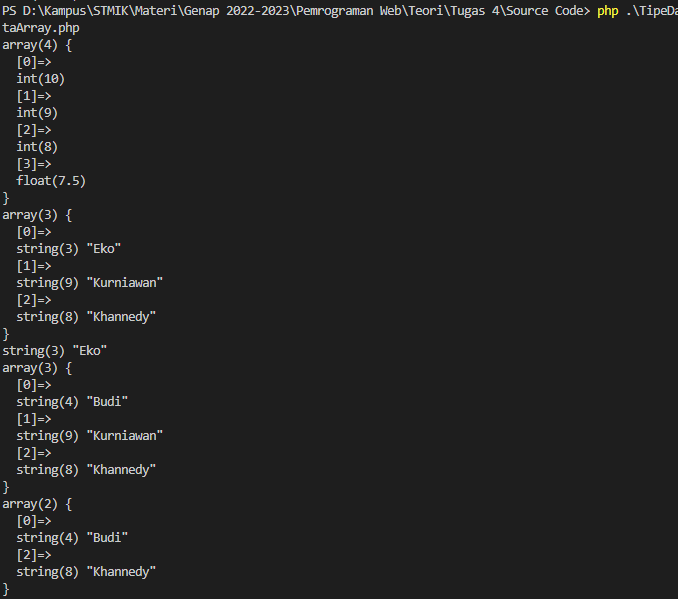 PS D:\Kampus\STMIK\Materi\Genap 2022-2023\Pemrograman Web\Teori\Tugas 4\Source Code> php .\TipeDa
taArray.php
array(4) {
  [0]=>
  int(10)
  [1]=>
  int(9)
  [2]=>
  int(8)
  [3]=>
  float(7.5)
}
array(3) {
  [0]=>
  string(3) "Eko"
  [1]=>
  string(9) "Kurniawan"
  [2]=>
  string(8) "Khannedy"
}
string(3) "Eko"
array(3) {
  [0]=>
  string(4) "Budi"
  [1]=>
  string(9) "Kurniawan"
  [2]=>
  string(8) "Khannedy"
}
array(2) {
  [0]=>
  string(4) "Budi"
  [2]=>
  string(8) "Khannedy"
}